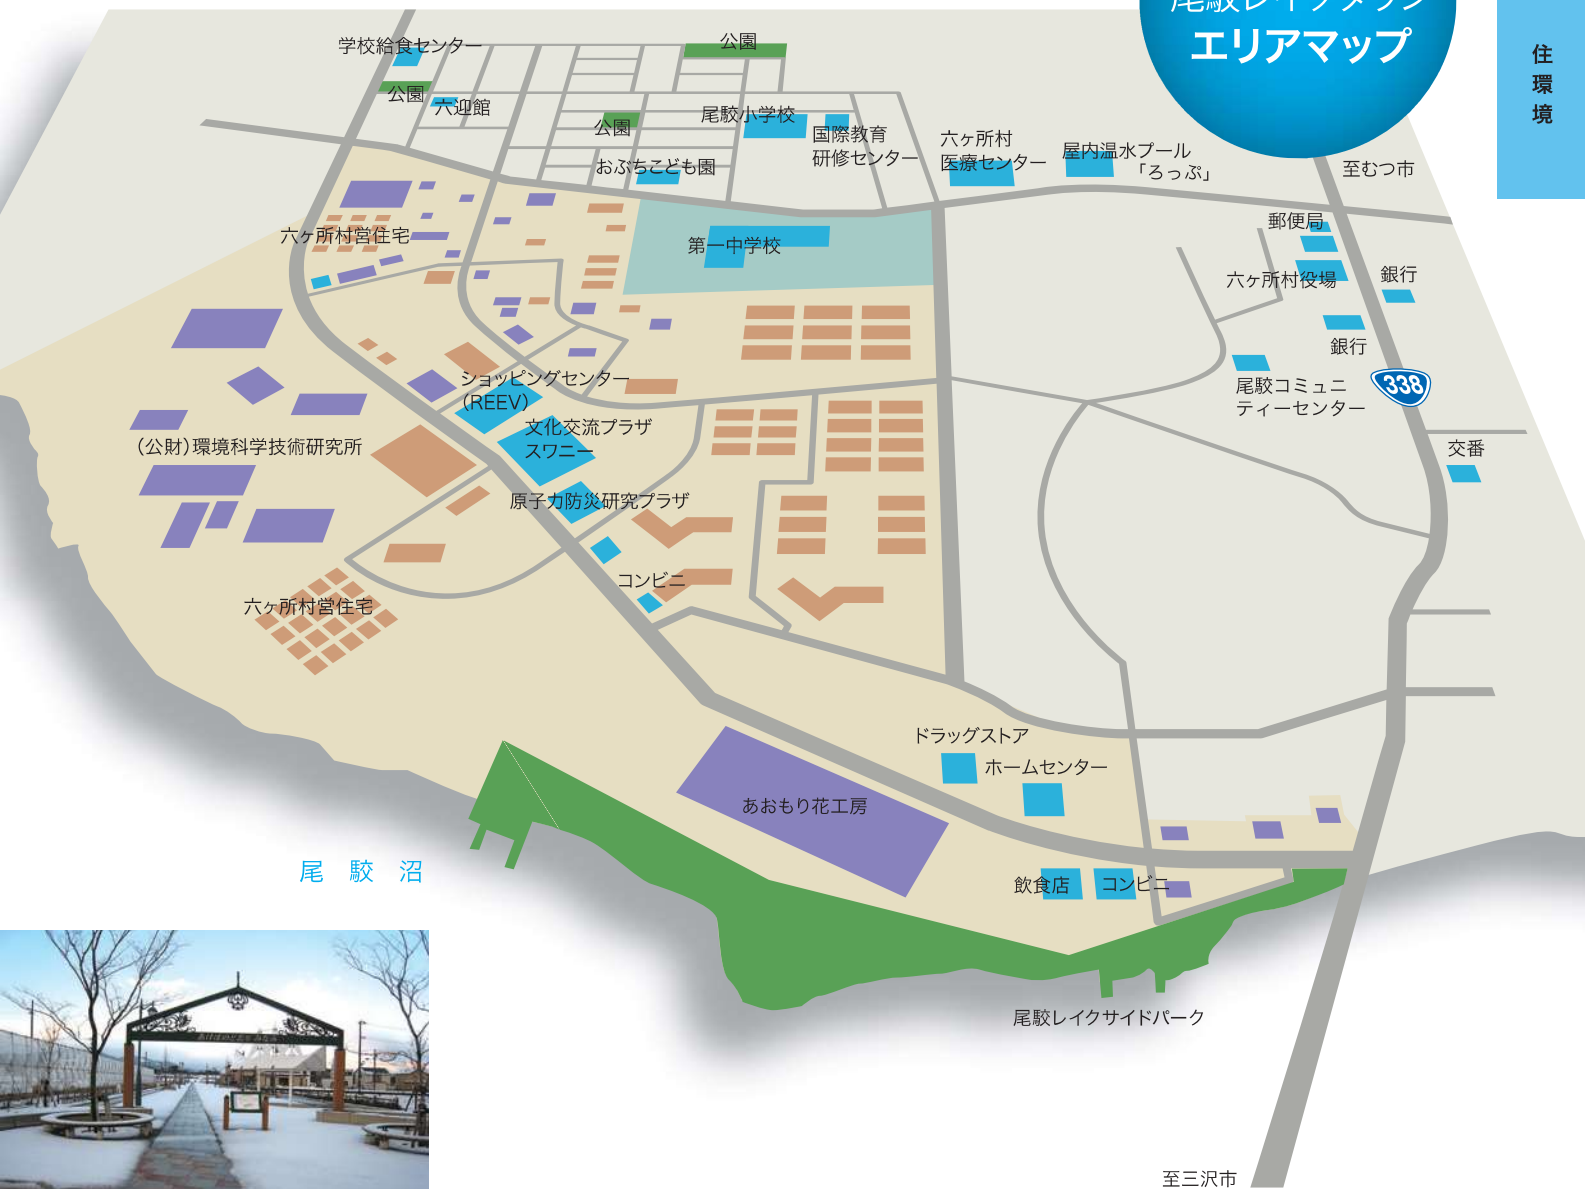 尾駮レイクタウン
エリアマップ
住環境
学校給食センター
公園
公園
六迎館
公園
尾駮小学校
国際教育
研修センター
おぶちこども園
六ヶ所村
医療センター
屋内温水プール
「ろっぷ」
至むつ市
郵便局
六ヶ所村役場
銀行
銀行
尾駮コミュニ
ティーセンター
338
交番
六ヶ所村営住宅
第一中学校
ショッピングセンター
(REEV)
文化交流プラザ
スワニー
(公財)環境科学技術研究所
原子力防災研究プラザ
コンビニ
六ヶ所村営住宅
ドラッグストア
ホームセンター
あおもり花工房
飲食店
コンビニ
尾駮沼
尾駮レイクサイドパーク
至三沢市